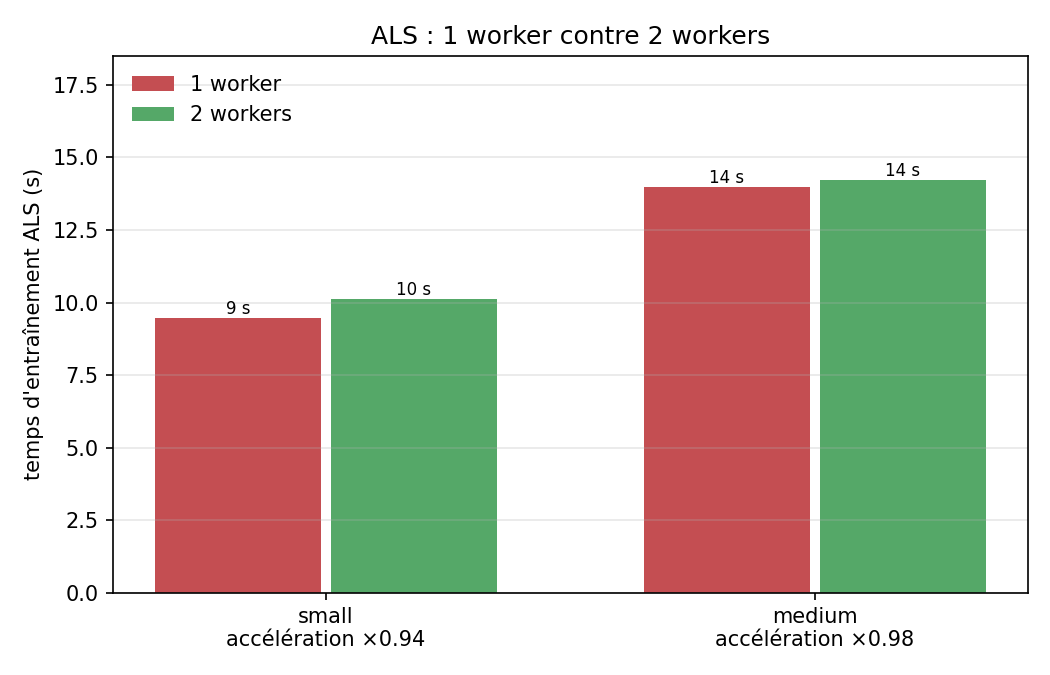 ALS : 1 worker contre 2 workers
1 worker
2 workers
temps d'entraînement ALS (s)
17.5
15.0
12.5
10.0
7.5
5.0
2.5
0.0
9 s
10 s
14 s
14 s
small
accélération ×0.94
medium
accélération ×0.98